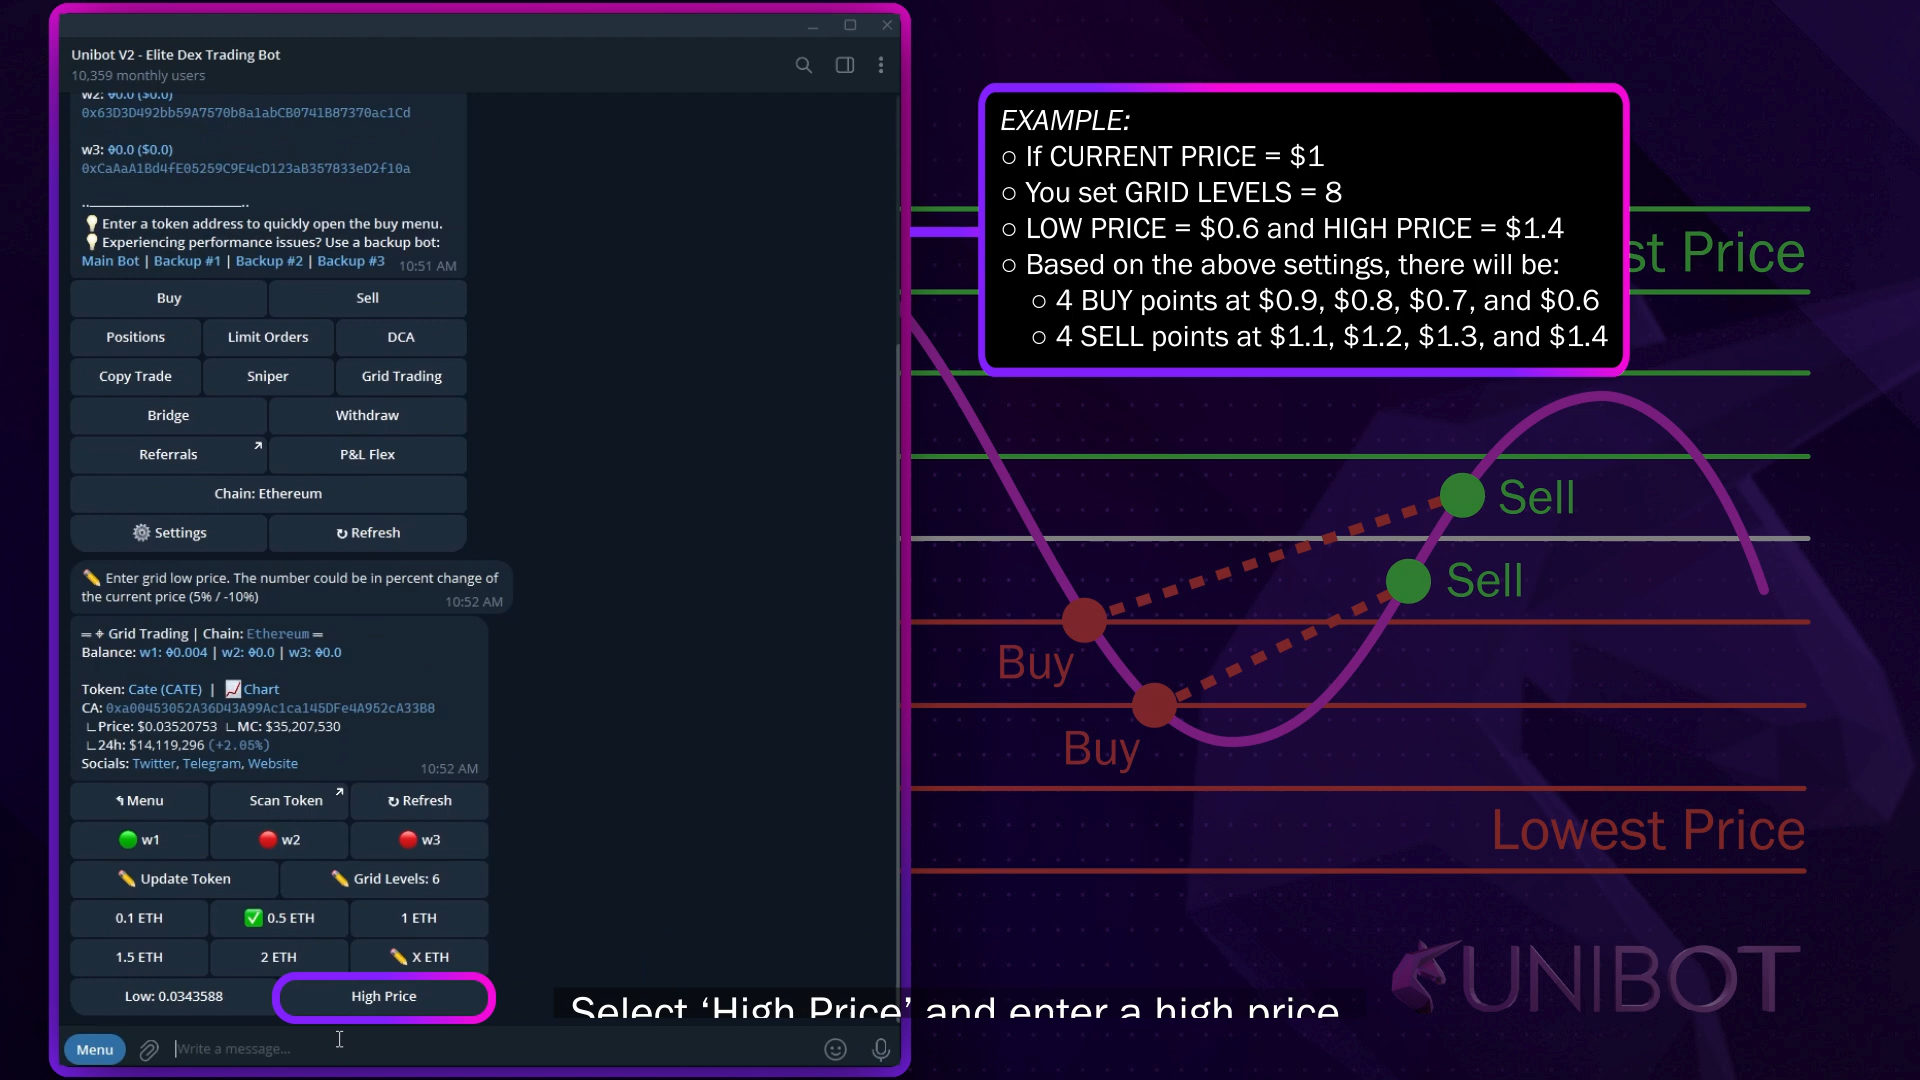 Unibot V2 - Elite Dex Trading Bot
10,359 monthly users
w2: 0.0 ($0.0)
0x63D3D492bb59A7570b8a1abCB0741B87370ac1Cd
w3: 0.0 ($0.0)
0xCaAaA1Bd4fE05259C9E4cD123aB357833eD2f10a
💡Enter a token address to quickly open the buy menu.
💡Experiencing performance issues? Use a backup bot:
Main Bot | Backup #1 | Backup #2 | Backup #3 10:51 AM
Buy Sell
Positions Limit Orders DCA
Copy Trade Sniper Grid Trading
Bridge Withdraw
Referrals P&L Flex
Chain: Ethereum
⚙️ Settings ↻ Refresh
✏️ Enter grid low price. The number could be in percent change of
the current price (5% / -10%) 10:52 AM
═ ⌖ Grid Trading | Chain: Ethereum ═
Balance: w1: 0.004 | w2: 0.0 | w3: 0.0
Token: Cate (CATE) | 📈Chart
CA: 0xa00453052A36D43A99Ac1ca145DFe4A952cA33B8
∟Price: $0.03520753 ∟MC: $35,207,530
∟24h: $14,119,296 (+2.05%)
Socials: Twitter, Telegram, Website
10:52 AM
↰ Menu Scan Token ↻ Refresh
🟢 w1 🔴 w2 🔴 w3
✏️ Update Token ✏️ Grid Levels: 6
0.1 ETH ✅ 0.5 ETH 1 ETH
1.5 ETH 2 ETH ✏️ X ETH
Low: 0.0343588 High Price
Menu Write a message...
EXAMPLE:
○ If CURRENT PRICE = $1
○ You set GRID LEVELS = 8
○ LOW PRICE = $0.6 and HIGH PRICE = $1.4
○ Based on the above settings, there will be:
○ 4 BUY points at $0.9, $0.8, $0.7, and $0.6
○ 4 SELL points at $1.1, $1.2, $1.3, and $1.4
st Price
Sell
Sell
Buy
Buy
Lowest Price
UNIBOT
Select ‘High Price’ and enter a high price